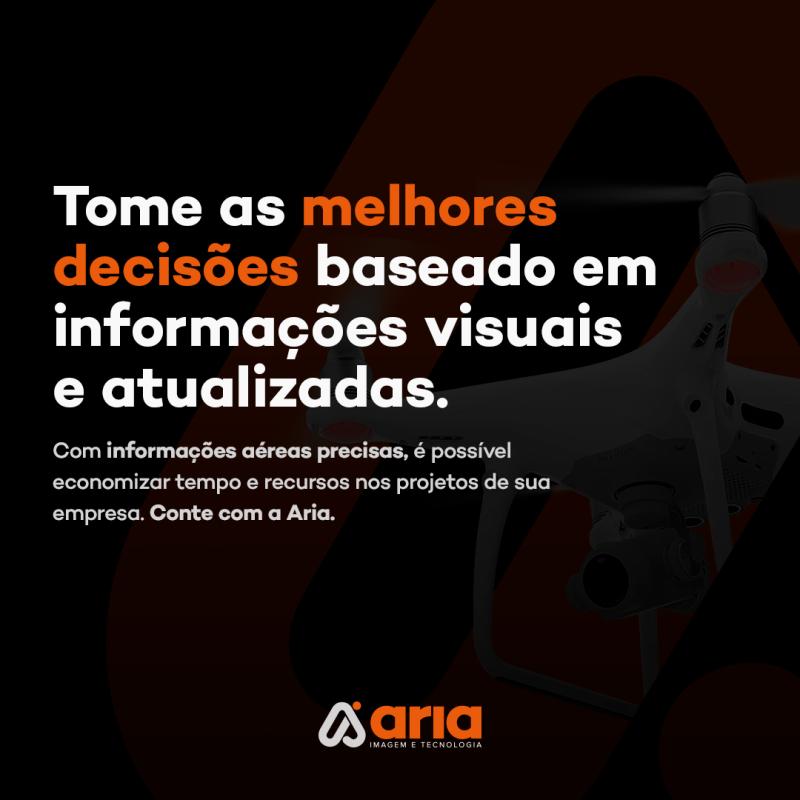 Tome as melhores
decisões baseado em
informações visuais
e atualizadas.
Com informações aéreas precisas, é possível
economizar tempo e recursos nos projetos de sua
empresa. Conte com a Aria.
aria
IMAGEM E TECNOLOGIA